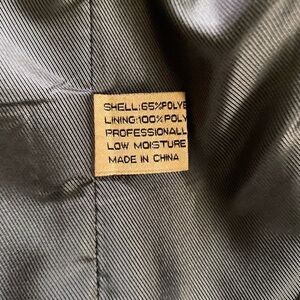 SHELL:65%POLYE
LINING:100%POLY
PROFESSIONALL
LOW MOISTURE
MADE IN CHINA